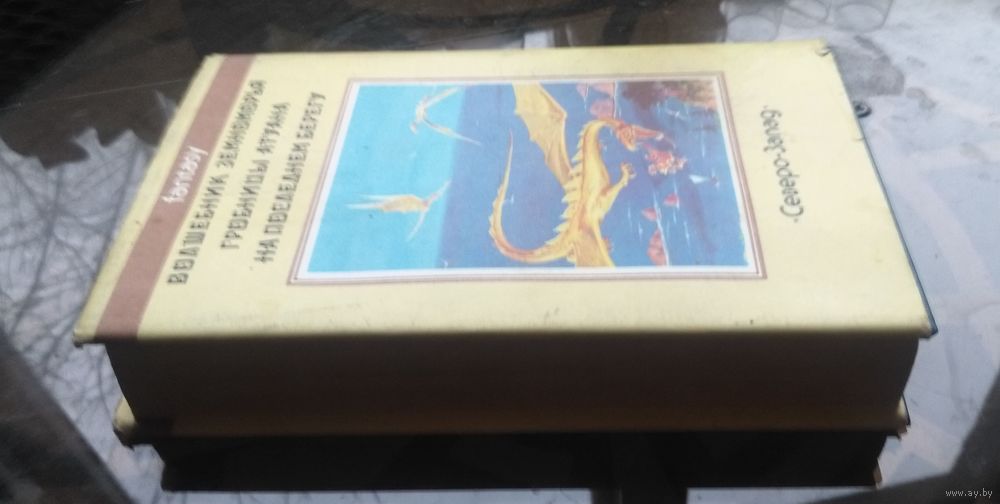 fantasy
ВОЛШЕБНИК ЗЕМНОМОРЬЯ
ГРОБНИЦЫ АТУАНА
НА ПОСЛЕДНЕМ БЕРЕГУ
·Северо-Запад·
www.ay.by